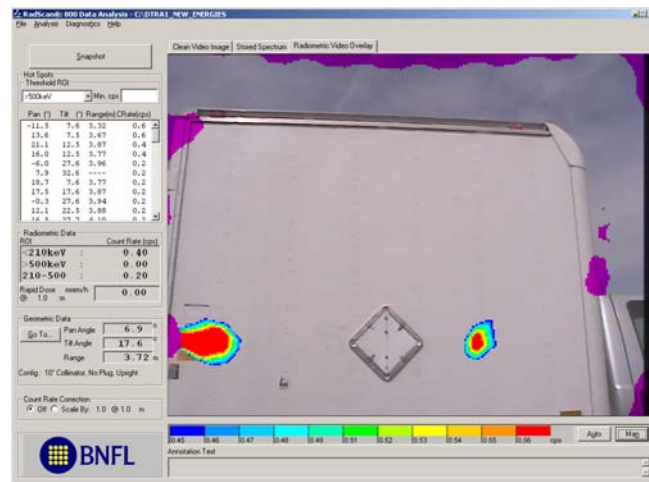 RadScan®: 800 Data Analysis - C:\DTRA1_NEW_ENERGIES
File Analysis Diagnostics Help
Snapshot
Clean Video Image Stored Spectrum Radiometric Video Overlay
Hot Spots
Threshold ROI
>500keV Min. cps
Pan (°) Tilt (°) Range(m) CRate(cps)
-11.5 7.6 3.32 0.6
13.6 7.5 3.67 0.6
21.1 12.5 3.87 0.4
16.0 12.5 3.77 0.4
-6.0 27.6 3.96 0.2
7.9 32.6 ---- 0.2
18.7 7.6 3.77 0.2
17.5 17.6 3.87 0.2
-0.3 27.6 3.94 0.2
12.1 22.5 3.88 0.2
Radiometric Data
ROI Count Rate (cps)
<210keV : 0.40
>500keV : 0.00
210-500 : 0.20
Rapid Dose mrem/h 0.00
@ 1.0 m
Geometric Data
Go To... Pan Angle 6.9 °
Tilt Angle 17.6 °
Range 3.72 m
Config.: 10° Collimator, No Plug, Upright
Count Rate Correction
Off Scale By: 1.0 @ 1.0 m
0.45 0.46 0.47 0.48 0.49 0.51 0.52 0.53 0.54 0.55 0.56 cps Auto Map
BNFL
Annotation Text